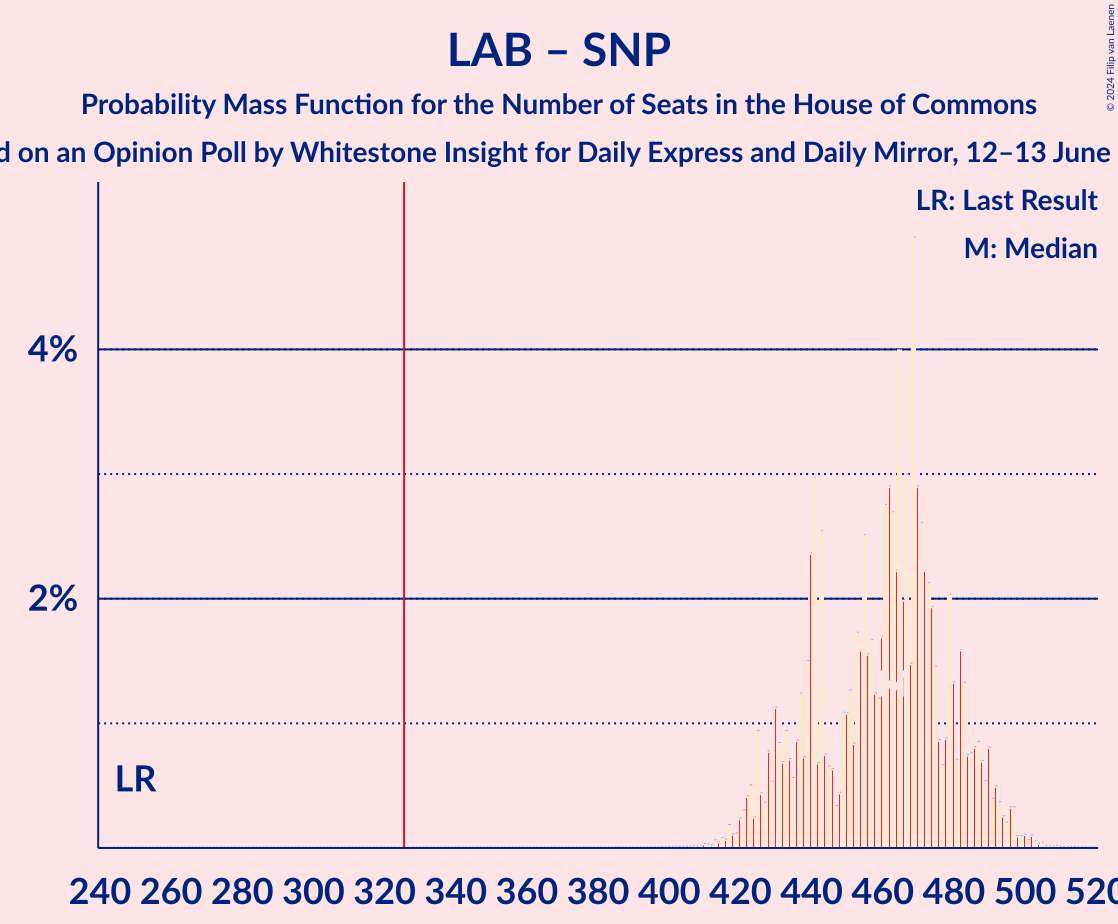 LAB – SNP
Probability Mass Function for the Number of Seats in the House of Commons
on an Opinion Poll by Whitestone Insight for Daily Express and Daily Mirror, 12–13 June
© 2024 Filip van Laenen
LR: Last Result
M: Median
4%
2%
LR
240 260 280 300 320 340 360 380 400 420 440 460 480 500 520